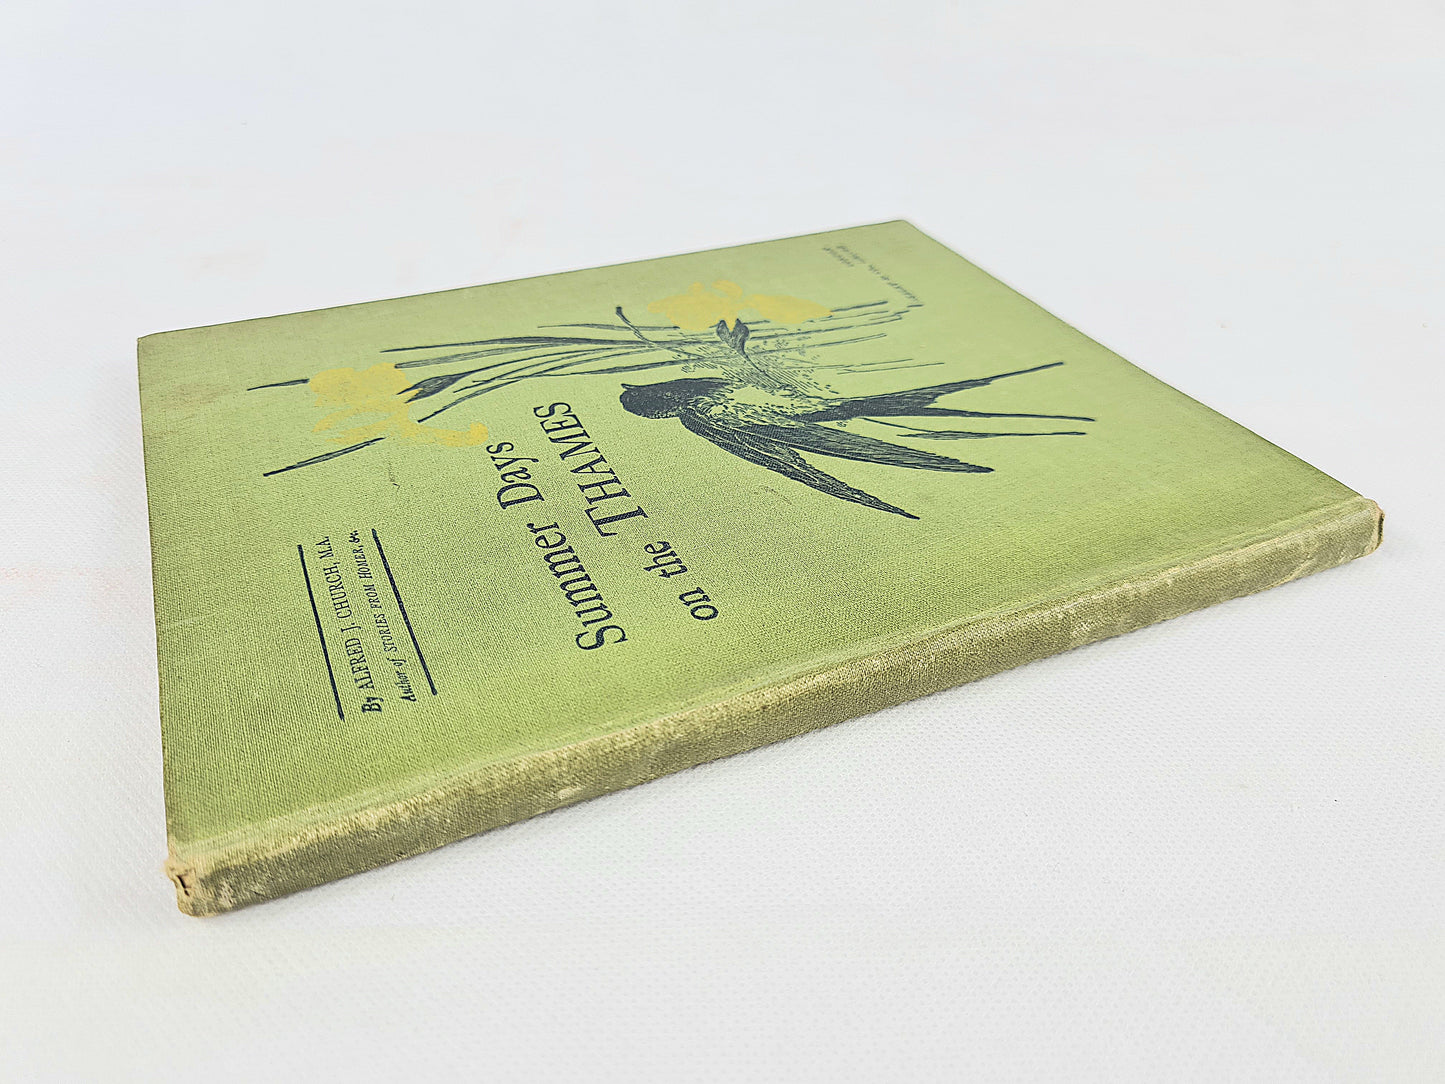 Summer Days
on the THAMES
By ALFRED J. CHURCH, M.A.
Author of STORIES FROM HOMER, &c.